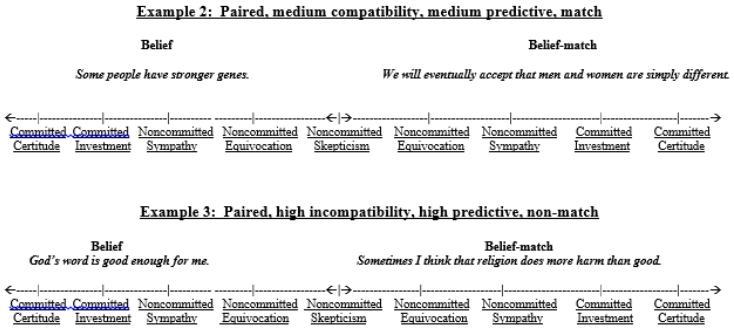 Example 2: Paired, medium compatibility, medium predictive, match
Belief Belief-match
Some people have stronger genes. We will eventually accept that men and women are simply different.
Committed Committed Noncommitted Noncommitted Noncommitted Noncommitted Noncommitted Committed Committed
Certitude Investment Sympathy Equivocation Skepticism Equivocation Sympathy Investment Certitude
Example 3: Paired, high incompatibility, high predictive, non-match
Belief Belief-match
God's word is good enough for me. Sometimes I think that religion does more harm than good.
Committed Committed Noncommitted Noncommitted Noncommitted Noncommitted Noncommitted Committed Committed
Certitude Investment Sympathy Equivocation Skepticism Equivocation Sympathy Investment Certitude